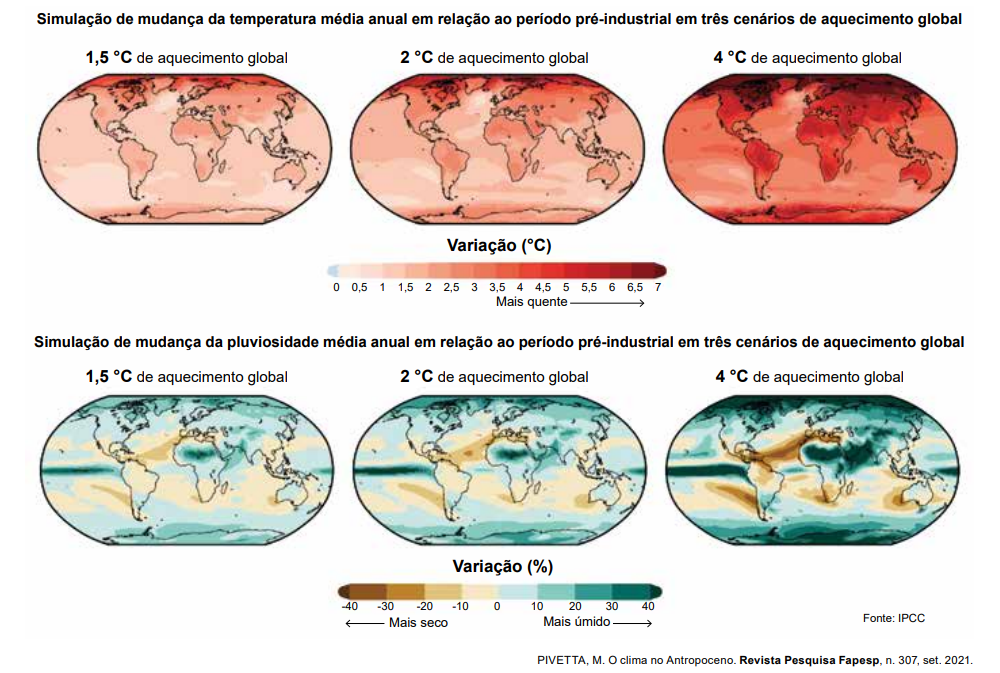 Simulação de mudança da temperatura média anual em relação ao período pré-industrial em três cenários de aquecimento global
1,5 °C de aquecimento global
2 °C de aquecimento global
4 °C de aquecimento global
Variação (°C)
0 0,5 1 1,5 2 2,5 3 3,5 4 4,5 5 5,5 6 6,5 7
Mais quente
Simulação de mudança da pluviosidade média anual em relação ao período pré-industrial em três cenários de aquecimento global
1,5 °C de aquecimento global
2 °C de aquecimento global
4 °C de aquecimento global
Variação (%)
-40 -30 -20 -10 0 10 20 30 40
Mais seco
Mais úmido
Fonte: IPCC
PIVETTA, M. O clima no Antropoceno. Revista Pesquisa Fapesp, n. 307, set. 2021.